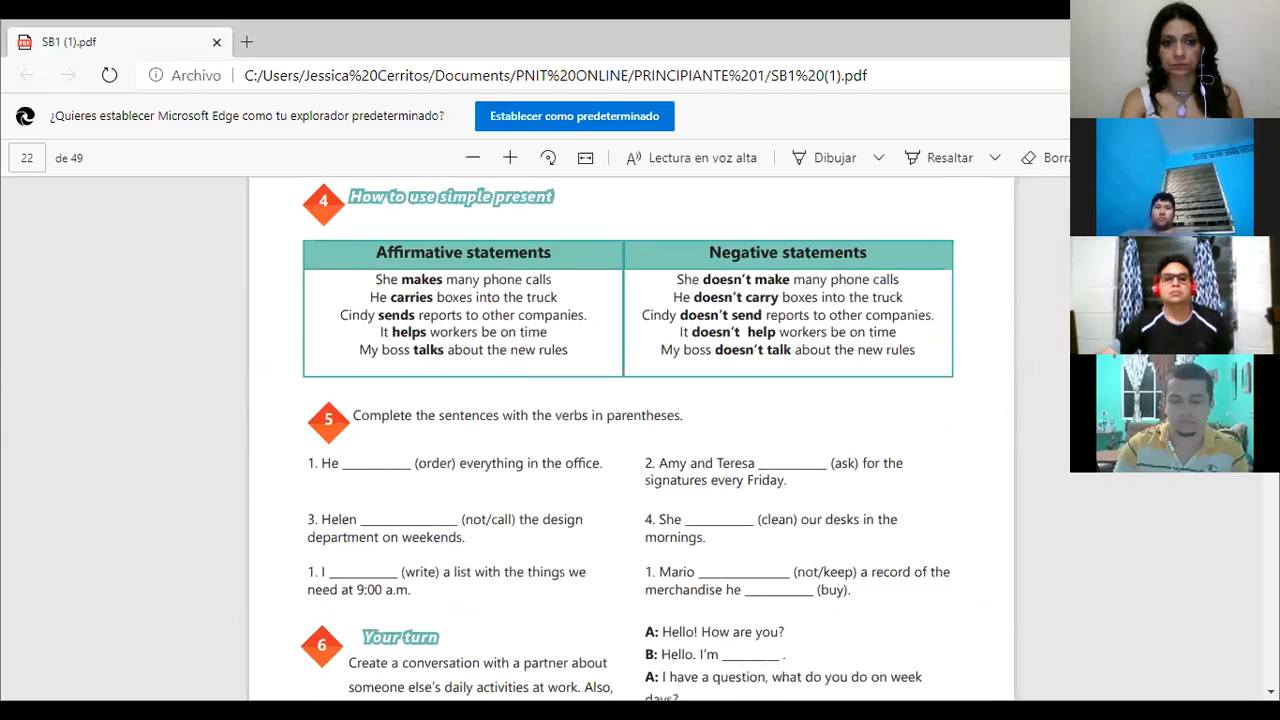 SB1 (1).pdf
Archivo C:/Users/Jessica%20Cerritos/Documents/PNIT%20ONLINE/PRINCIPIANTE%201/SB1%20(1).pdf
¿Quieres establecer Microsoft Edge como tu explorador predeterminado? Establecer como predeterminado
22 de 49 Lectura en voz alta Dibujar Resaltar Borra
4 How to use simple present
Affirmative statements
She makes many phone calls
He carries boxes into the truck
Cindy sends reports to other companies.
It helps workers be on time
My boss talks about the new rules
Negative statements
She doesn't make many phone calls
He doesn't carry boxes into the truck
Cindy doesn't send reports to other companies.
It doesn't help workers be on time
My boss doesn't talk about the new rules
5 Complete the sentences with the verbs in parentheses.
1. He __________ (order) everything in the office.
2. Amy and Teresa __________ (ask) for the
signatures every Friday.
3. Helen ______________ (not/call) the design
department on weekends.
4. She __________ (clean) our desks in the
mornings.
1. I __________ (write) a list with the things we
need at 9:00 a.m.
1. Mario _____________ (not/keep) a record of the
merchandise he __________ (buy).
6 Your turn
Create a conversation with a partner about
someone else's daily activities at work. Also,
A: Hello! How are you?
B: Hello. I'm ________ .
A: I have a question, what do you do on week
days?